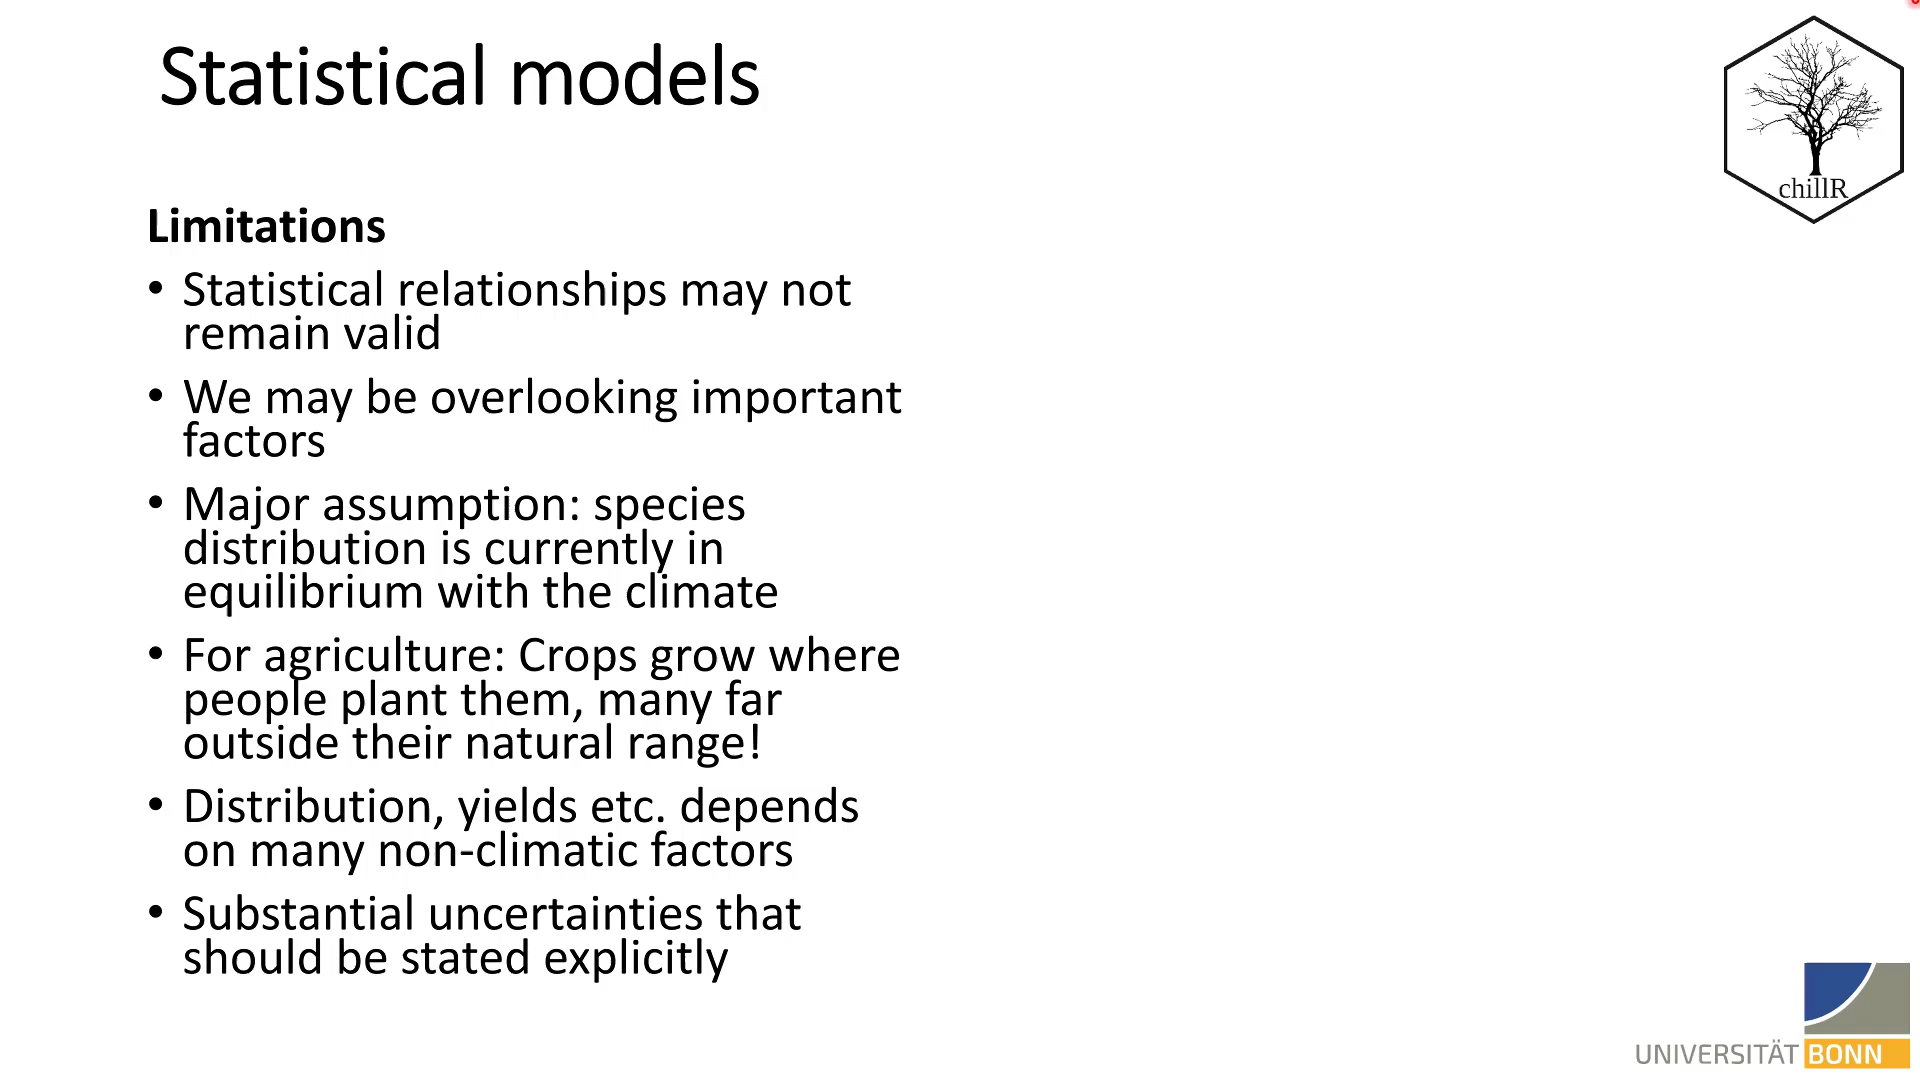 Statistical models
chillR
Limitations
• Statistical relationships may not
remain valid
• We may be overlooking important
factors
• Major assumption: species
distribution is currently in
equilibrium with the climate
• For agriculture: Crops grow where
people plant them, many far
outside their natural range!
• Distribution, yields etc. depends
on many non-climatic factors
• Substantial uncertainties that
should be stated explicitly
UNIVERSITÄT BONN